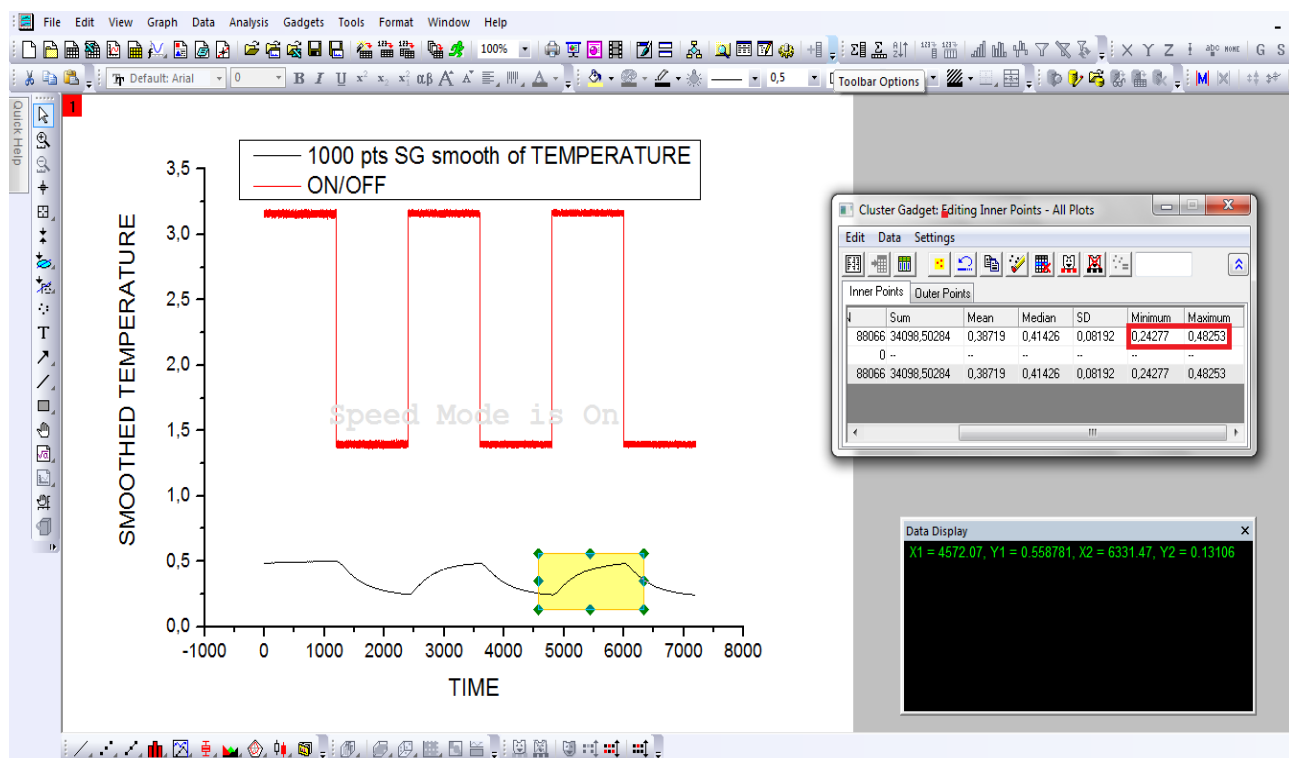 File Edit View Graph Data Analysis Gadgets Tools Format Window Help
100%
X Y Z
G S
Default: Arial 0 B I U αβ A A 0,5 Toolbar Options
Quick Help
1
1000 pts SG smooth of TEMPERATURE
ON/OFF
3,5
3,0
2,5
2,0
1,5
1,0
0,5
0,0
SMOOTHED TEMPERATURE
Speed Mode is On
-1000 0 1000 2000 3000 4000 5000 6000 7000 8000
TIME
Cluster Gadget: Editing Inner Points - All Plots
Edit Data Settings
Inner Points Outer Points
Sum Mean Median SD Minimum Maximum
88066 34098,50284 0,38719 0,41426 0,08192 0,24277 0,48253
0 -- -- -- -- -- --
88066 34098,50284 0,38719 0,41426 0,08192 0,24277 0,48253
Data Display
X1 = 4572.07, Y1 = 0.558781, X2 = 6331.47, Y2 = 0.13106